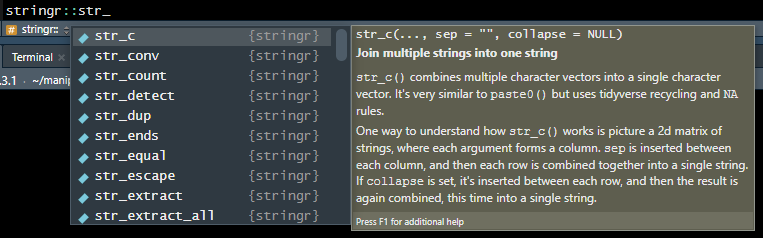 stringr::str_
# stringr::
Terminal ×
.3.1 · ~/manip
str_c {stringr}
str_conv {stringr}
str_count {stringr}
str_detect {stringr}
str_dup {stringr}
str_ends {stringr}
str_equal {stringr}
str_escape {stringr}
str_extract {stringr}
str_extract_all {stringr}
str_c(..., sep = "", collapse = NULL)
Join multiple strings into one string
str_c() combines multiple character vectors into a single character
vector. It's very similar to paste0() but uses tidyverse recycling and NA
rules.
One way to understand how str_c() works is picture a 2d matrix of
strings, where each argument forms a column. sep is inserted between
each column, and then each row is combined together into a single string.
If collapse is set, it's inserted between each row, and then the result is
again combined, this time into a single string.
Press F1 for additional help